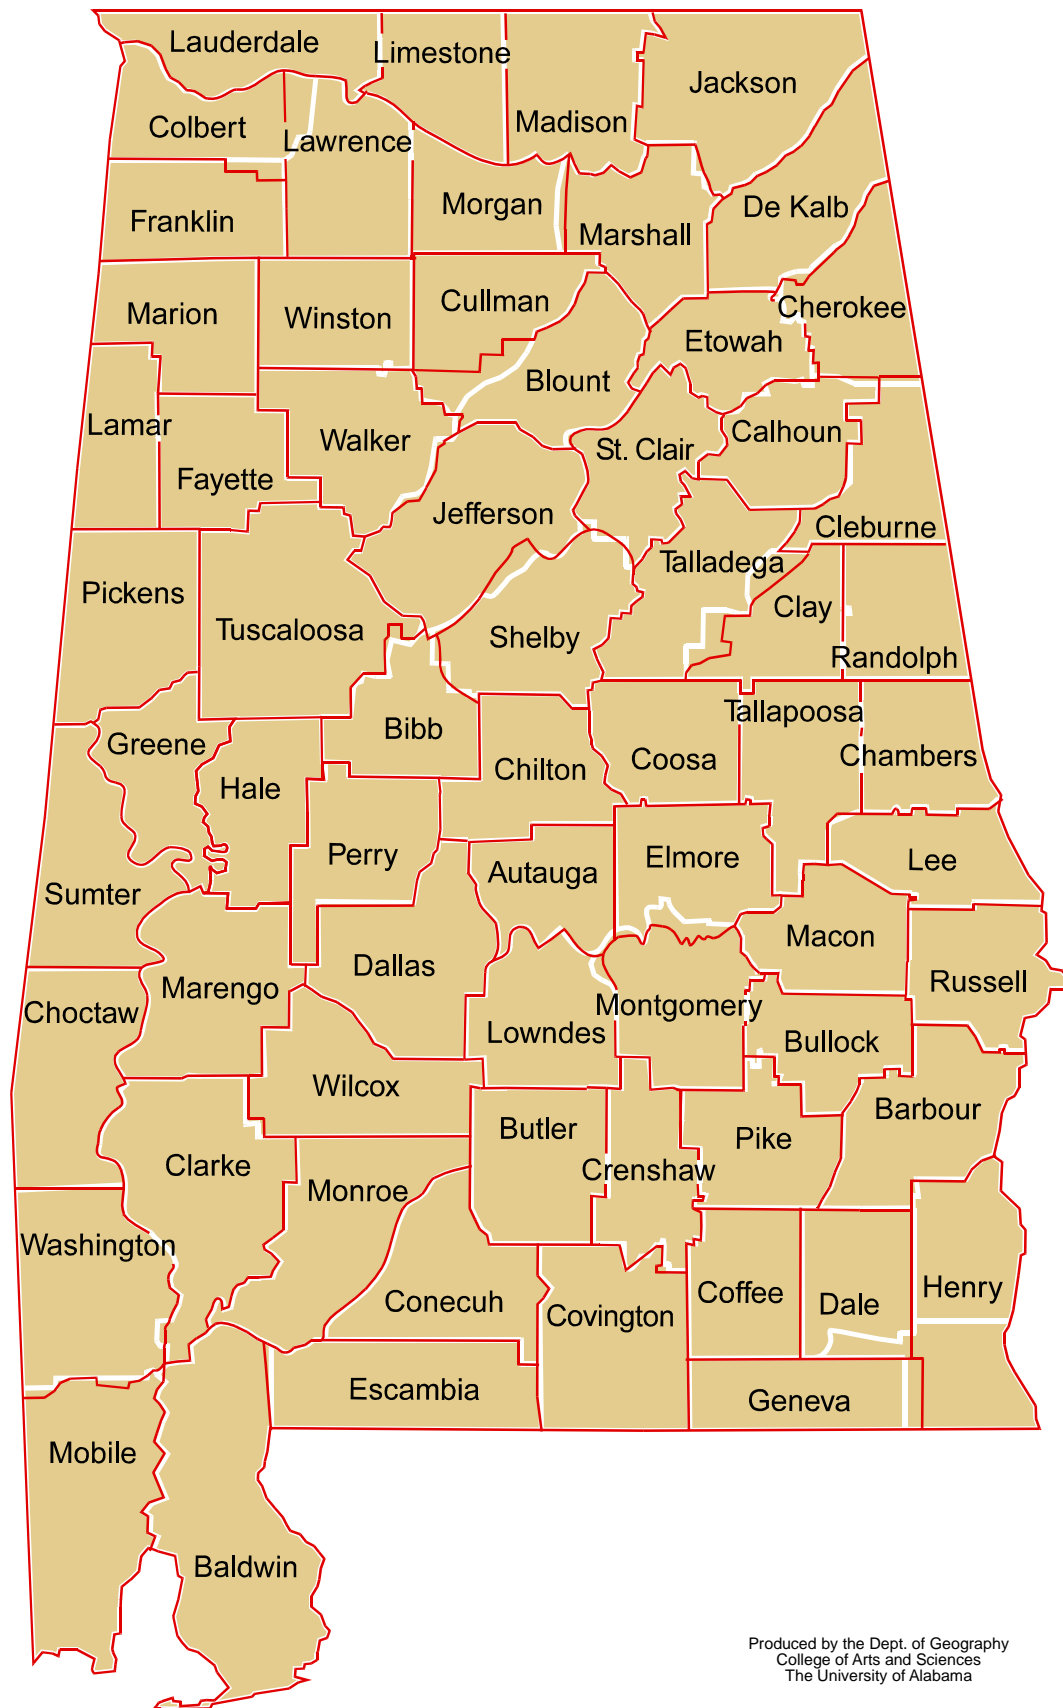 Lauderdale
Limestone
Madison
Jackson
Colbert
Lawrence
Franklin
Morgan
Marshall
De Kalb
Marion
Winston
Cullman
Cherokee
Etowah
Blount
Lamar
Fayette
Walker
St. Clair
Calhoun
Jefferson
Cleburne
Pickens
Tuscaloosa
Talladega
Clay
Shelby
Randolph
Greene
Bibb
Tallapoosa
Hale
Chilton
Coosa
Chambers
Perry
Autauga
Elmore
Lee
Sumter
Dallas
Macon
Marengo
Russell
Choctaw
Montgomery
Lowndes
Bullock
Wilcox
Butler
Barbour
Clarke
Monroe
Crenshaw
Pike
Washington
Conecuh
Covington
Coffee
Dale
Henry
Escambia
Geneva
Mobile
Baldwin
Produced by the Dept. of Geography
College of Arts and Sciences
The University of Alabama